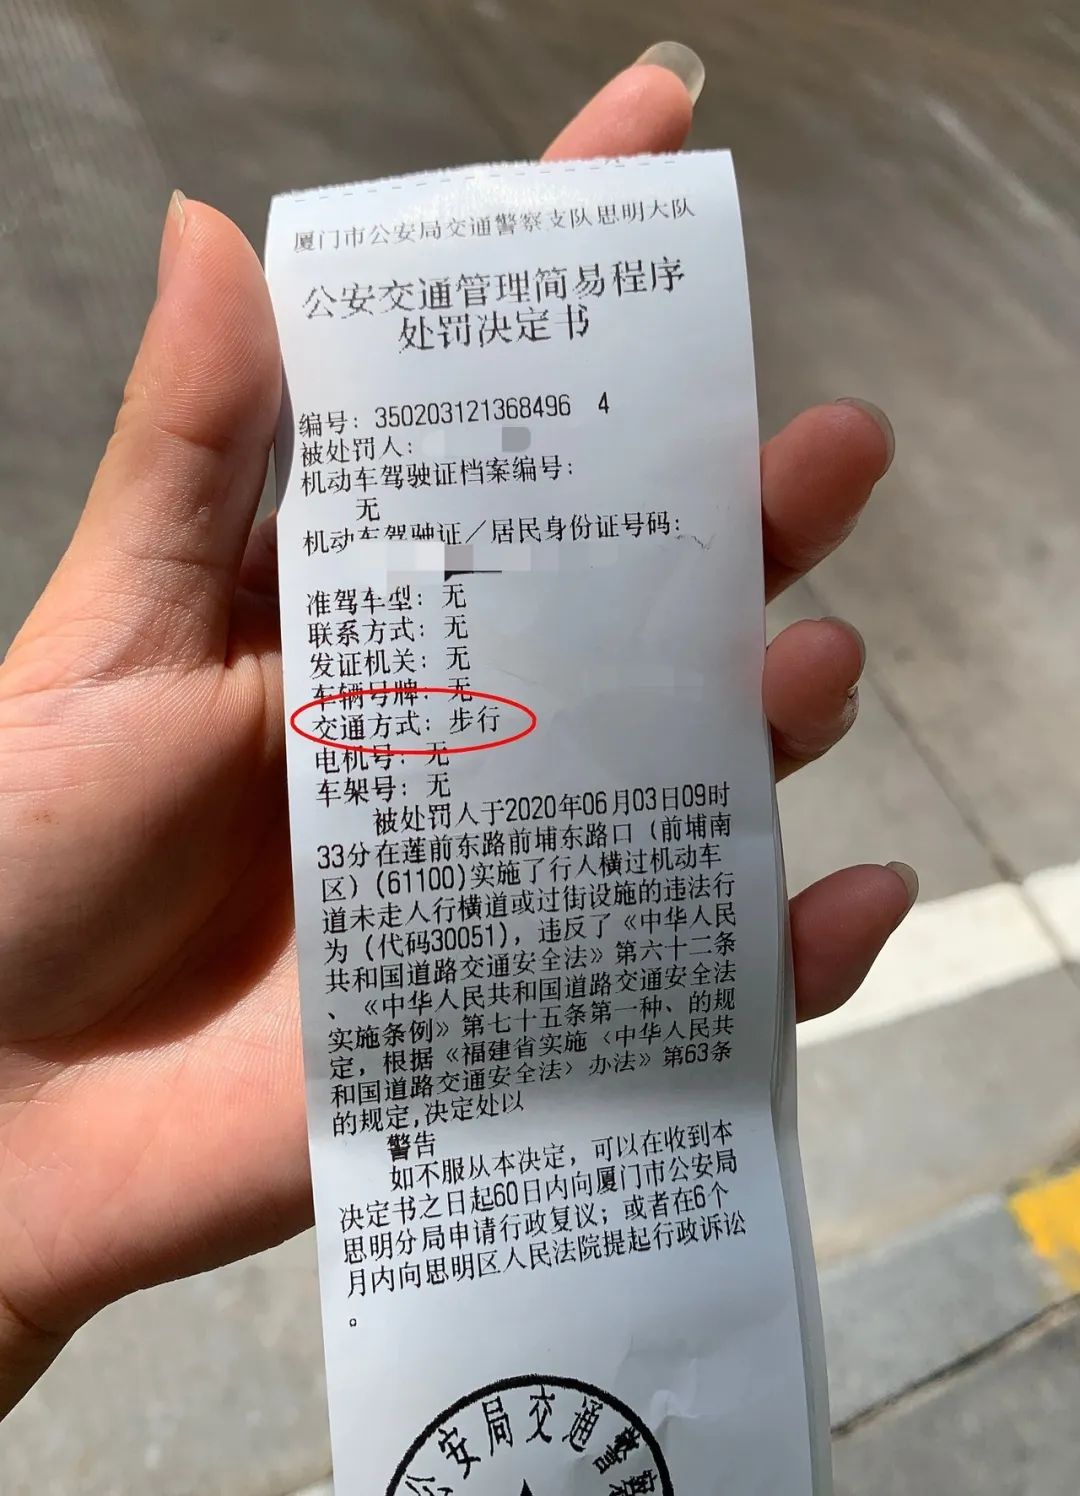 厦门市公安局交通警察支队思明大队
公安交通管理简易程序
处罚决定书
编号：350203121368496 4
被处罚人：
机动车驾驶证档案编号：
无
机动车驾驶证／居民身份证号码：
准驾车型：无
联系方式：无
发证机关：无
车辆号牌：无
交通方式：步行
电机号：无
车架号：无
被处罚人于2020年06月03日09时
33分在莲前东路前埔东路口（前埔南
区）(61100)实施了行人横过机动车
道未走人行横道或过街设施的违法行
为（代码30051)，违反了《中华人民
共和国道路交通安全法》第六十二条
、《中华人民共和国道路交通安全法
实施条例》第七十五条第一种、的规
定，根据《福建省实施〈中华人民共
和国道路交通安全法〉办法》第63条
的规定,决定处以
警告
如不服从本决定，可以在收到本
决定书之日起60日内向厦门市公安局
思明分局申请行政复议；或者在6个
月内向思明区人民法院提起行政诉讼
。
公安局交通警察